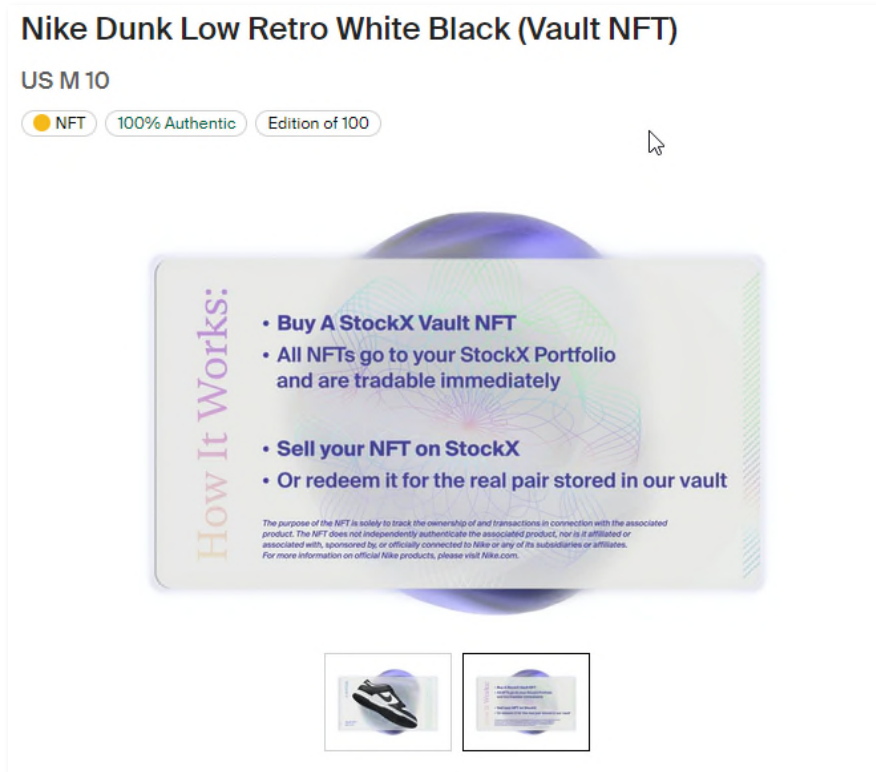 Nike Dunk Low Retro White Black (Vault NFT)
US M 10
NFT
100% Authentic
Edition of 100
How It Works:
• Buy A StockX Vault NFT
• All NFTs go to your StockX Portfolio
and are tradable immediately
• Sell your NFT on StockX
• Or redeem it for the real pair stored in our vault
The purpose of the NFT is solely to track the ownership of and transactions in connection with the associated
product. The NFT does not independently authenticate the associated product, nor is it affiliated or
associated with, sponsored by, or officially connected to Nike or any of its subsidiaries or affiliates.
For more information on official Nike products, please visit Nike.com.